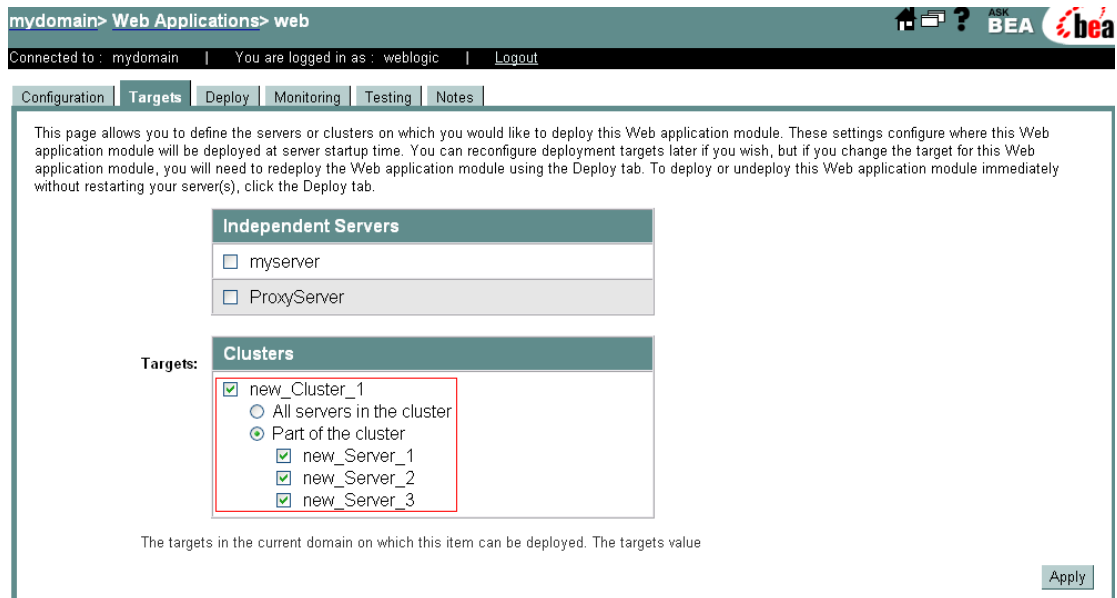 mydomain> Web Applications> web
? ASK BEA bea
Connected to : mydomain | You are logged in as : weblogic | Logout
Configuration Targets Deploy Monitoring Testing Notes
This page allows you to define the servers or clusters on which you would like to deploy this Web application module. These settings configure where this Web
application module will be deployed at server startup time. You can reconfigure deployment targets later if you wish, but if you change the target for this Web
application module, you will need to redeploy the Web application module using the Deploy tab. To deploy or undeploy this Web application module immediately
without restarting your server(s), click the Deploy tab.
Independent Servers
myserver
ProxyServer
Targets:
Clusters
new_Cluster_1
All servers in the cluster
Part of the cluster
new_Server_1
new_Server_2
new_Server_3
The targets in the current domain on which this item can be deployed. The targets value
Apply